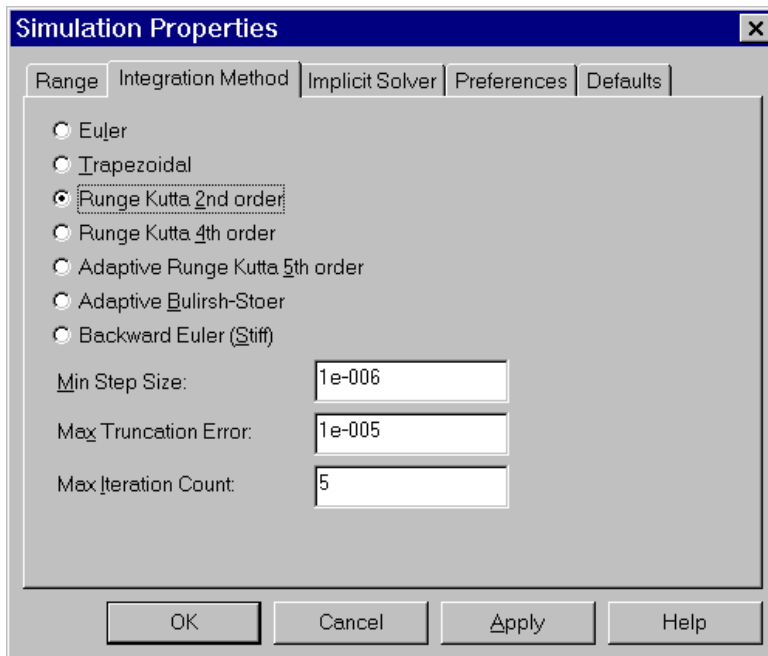 Simulation Properties
Range Integration Method Implicit Solver Preferences Defaults
Euler
Trapezoidal
Runge Kutta 2nd order
Runge Kutta 4th order
Adaptive Runge Kutta 5th order
Adaptive Bulirsh-Stoer
Backward Euler (Stiff)
Min Step Size: 1e-006
Max Truncation Error: 1e-005
Max Iteration Count: 5
OK Cancel Apply Help